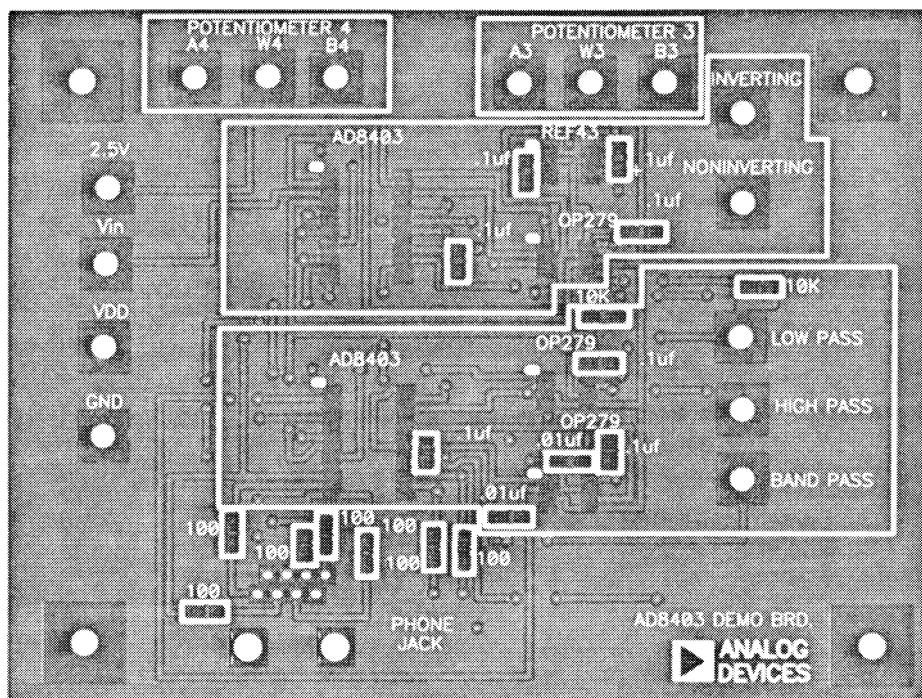 POTENTIOMETER 4
A4 W4 B4
POTENTIOMETER 3
A3 W3 B3
INVERTING
AD8403
REF43
.1uf
.1uf
2.5V
NONINVERTING
.1uf
OP279
.1uf
Vin
10K
10K
VDD
LOW PASS
OP279
AD8403
.1uf
GND
HIGH PASS
OP279
.1uf
.01uf
.1uf
BAND PASS
.01uf
100
100
100
100
100
100
100
PHONE
JACK
AD8403 DEMO BRD.
ANALOG
DEVICES